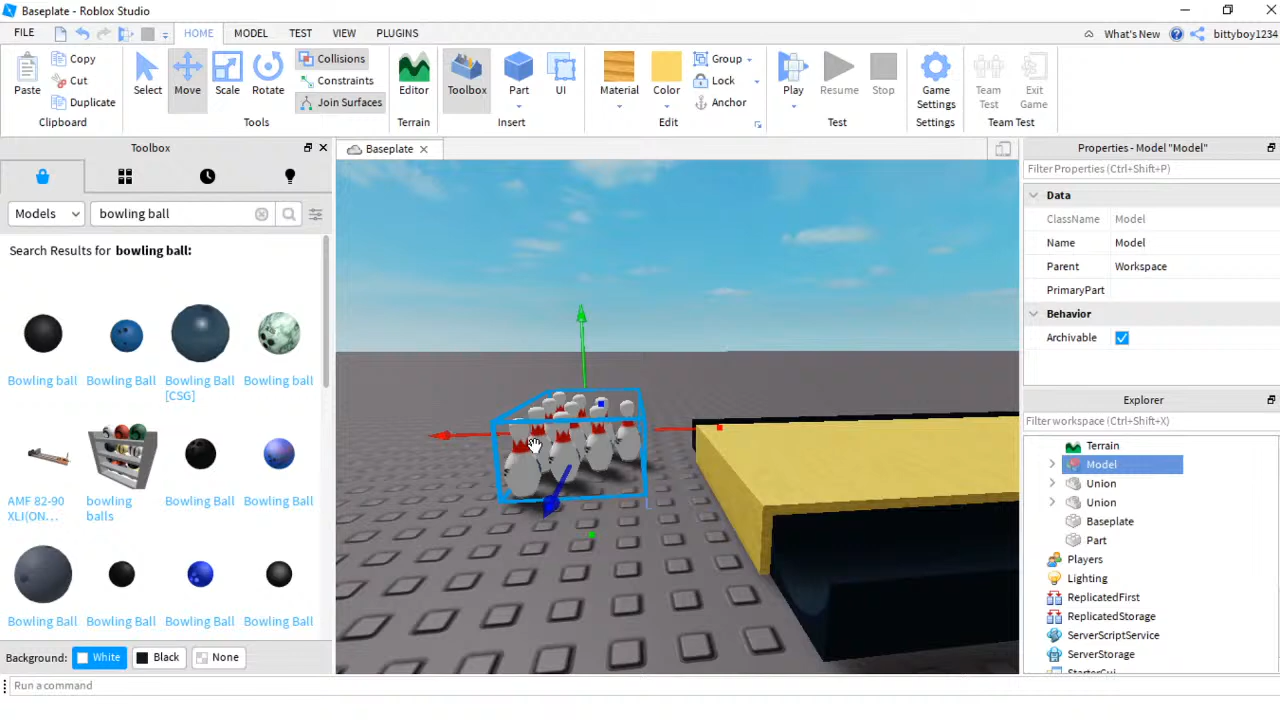 Baseplate - Roblox Studio
FILE HOME MODEL TEST VIEW PLUGINS What's New bittyboy1234
Paste Copy Cut Duplicate Select Move Scale Rotate Collisions Constraints Join Surfaces Editor Toolbox Part UI Material Color Group Lock Anchor Play Resume Stop Game Settings Team Test Exit Game
Clipboard Tools Terrain Insert Edit Test Settings Team Test
Toolbox
Models bowling ball
Search Results for bowling ball:
Bowling ball Bowling Ball Bowling Ball [CSG] Bowling ball
AMF 82-90 XLI(ON... bowling balls Bowling Ball Bowling Ball
Bowling Ball Bowling Ball Bowling Ball Bowling Ball
Background: White Black None
Run a command
Baseplate
Properties - Model "Model"
Filter Properties (Ctrl+Shift+P)
Data
ClassName Model
Name Model
Parent Workspace
PrimaryPart
Behavior
Archivable
Explorer
Filter workspace (Ctrl+Shift+X)
Terrain
Model
Union
Union
Baseplate
Part
Players
Lighting
ReplicatedFirst
ReplicatedStorage
ServerScriptService
ServerStorage
StarterGui